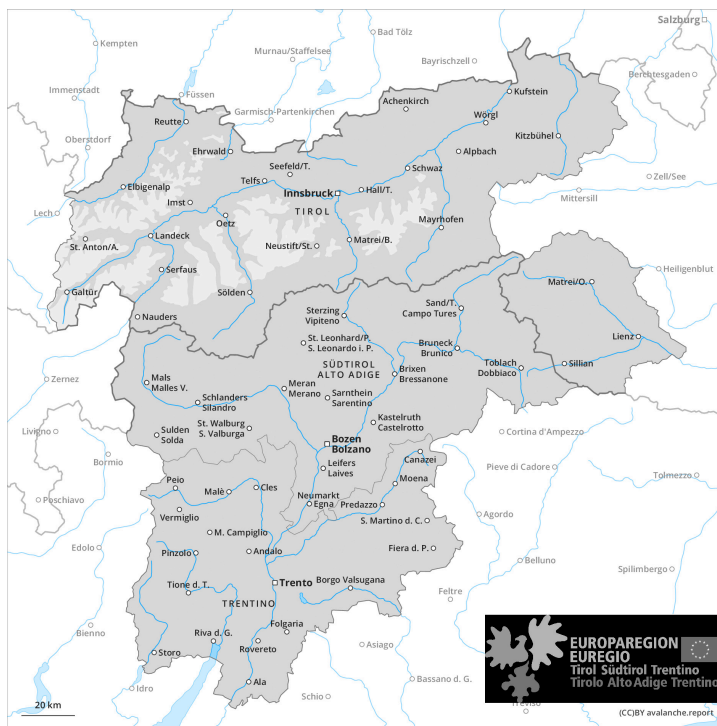 Salzburg
Kempten
Bad Tölz
Murnau/Staffelsee
Bayrischzell
Berchtesgaden
Immenstadt
Füssen
Kufstein
Achenkirch
Garmisch-Partenkirchen
Reutte
Wörgl
Oberstdorf
Kitzbühel
Ehrwald
Alpbach
Seefeld/T.
Schwaz
Telfs
Zell/See
Elbigenalp
Innsbruck
Hall/T.
Mittersill
Imst
TIROL
Lech
Oetz
Mayrhofen
Landeck
Matrei/B.
St. Anton/A.
Neustift/St.
Serfaus
Heiligenblut
Galtür
Sölden
Matrei/O.
Nauders
Sand/T.
Campo Tures
Sterzing
Vipiteno
St. Leonhard/P.
S. Leonardo i. P.
Bruneck
Brunico
Lienz
SÜDTIROL
ALTO ADIGE
Toblach
Dobbiaco
Sillian
Brixen
Bressanone
Zernez
Mals
Malles V.
Meran
Merano
Sarnthein
Sarentino
Schlanders
Silandro
Kastelruth
Castelrotto
St. Walburg
S. Valburga
Sulden
Solda
Livigno
Cortina d'Ampezzo
Bozen
Bolzano
Bormio
Canazei
Leifers
Laives
Pieve di Cadore
Tolmezzo
Moena
Peio
Malè
Cles
Neumarkt
Egna
Predazzo
Poschiavo
Vermiglio
S. Martino d. C.
Agordo
M. Campiglio
Edolo
Pinzolo
Andalo
Fiera d. P.
Belluno
Spilimbergo
Tione d. T.
Trento
Borgo Valsugana
Feltre
TRENTINO
Folgaria
Bienno
Riva d. G.
Rovereto
Asiago
Storo
Ala
Bassano d. G.
Idro
Schio
Treviso
EUROPAREGION
EUREGIO
Tirol Südtirol Trentino
Tirolo Alto Adige Trentino
20 km
(CC)BY avalanche.report